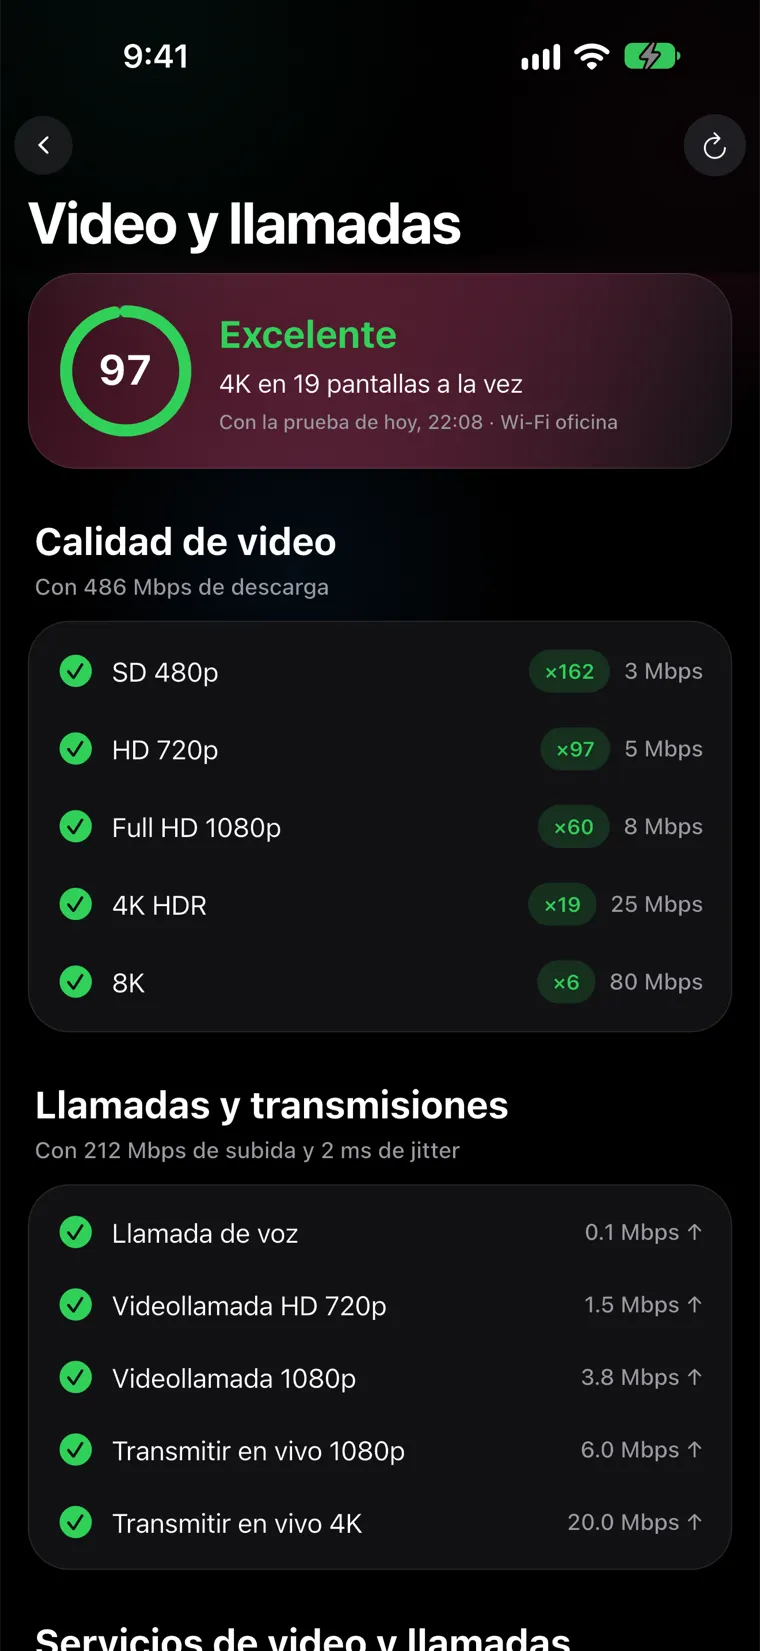 9:41
Video y llamadas
97
Excelente
4K en 19 pantallas a la vez
Con la prueba de hoy, 22:08 · Wi-Fi oficina
Calidad de video
Con 486 Mbps de descarga
SD 480p ×162 3 Mbps
HD 720p ×97 5 Mbps
Full HD 1080p ×60 8 Mbps
4K HDR ×19 25 Mbps
8K ×6 80 Mbps
Llamadas y transmisiones
Con 212 Mbps de subida y 2 ms de jitter
Llamada de voz 0.1 Mbps ↑
Videollamada HD 720p 1.5 Mbps ↑
Videollamada 1080p 3.8 Mbps ↑
Transmitir en vivo 1080p 6.0 Mbps ↑
Transmitir en vivo 4K 20.0 Mbps ↑
Servicios de video y llamadas